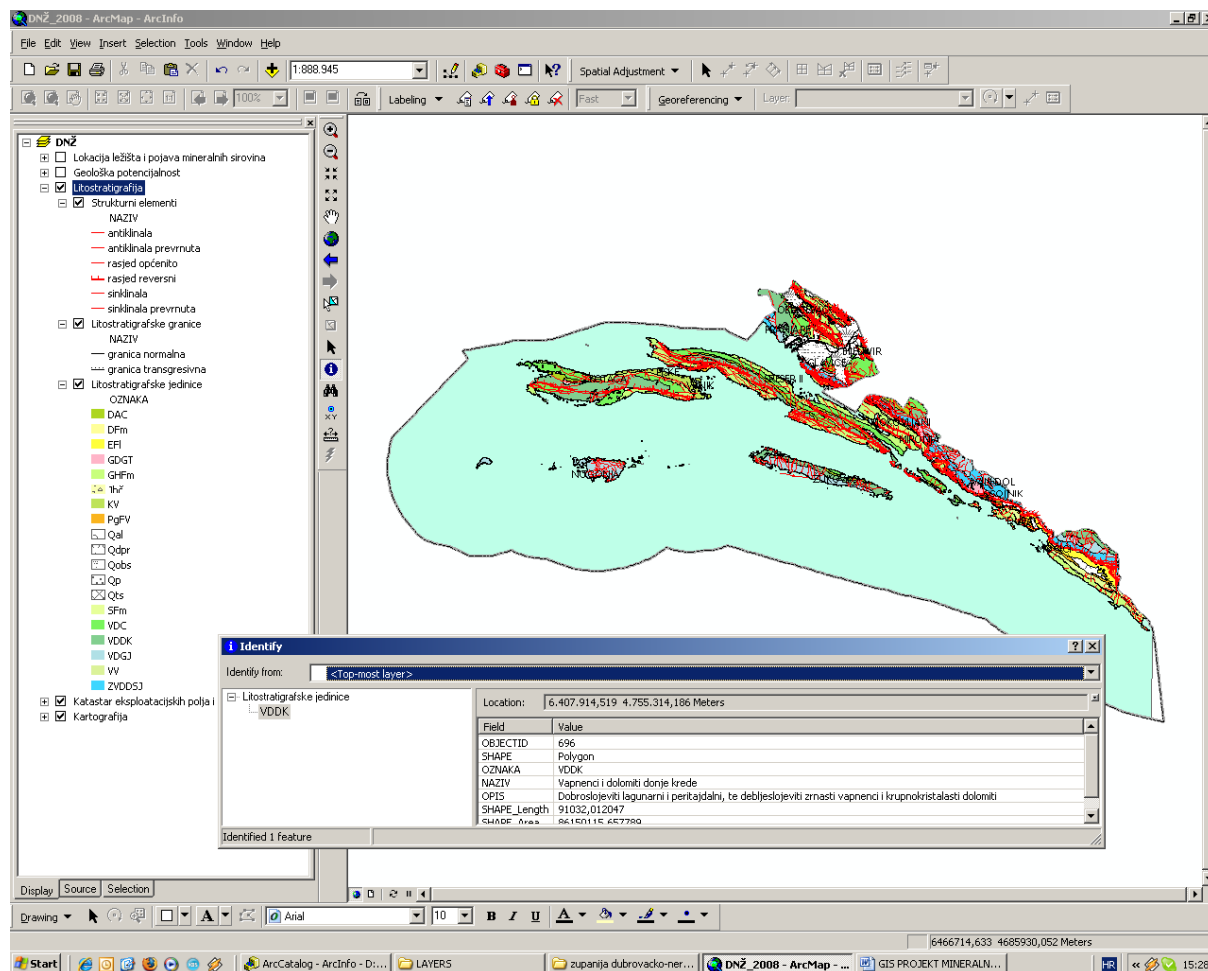 DNŽ_2008 - ArcMap - ArcInfo
File Edit View Insert Selection Tools Window Help
1:888.945
Spatial Adjustment
100%
Labeling
Fast
Georeferencing
Layer:
DNŽ
Lokacija ležišta i pojava mineralnih sirovina
Geološka potencijalnost
Litostratigrafija
Strukturni elementi
NAZIV
antiklinala
antiklinala prevrnuta
rasjed općenito
rasjed reversni
sinklinala
sinklinala prevrnuta
Litostratigrafske granice
NAZIV
granica normalna
granica transgresivna
Litostratigrafske jedinice
OZNAKA
DAC
DFm
EFl
GDGT
GHFm
KV
PgFV
Qal
Qdpr
Qobs
Qp
Qts
SFm
VDC
VDDK
VDGJ
VV
ZVDDSJ
Katastar eksploatacijskih polja i
Kartografija
Identify
Identify from: <Top-most layer>
Litostratigrafske jedinice
VDDK
Location: 6.407.914,519 4.755.314,186 Meters
Field Value
OBJECTID 696
SHAPE Polygon
OZNAKA VDDK
NAZIV Vapnenci i dolomiti donje krede
OPIS Dobroslojeviti lagunarni i peritajdalni, te debljeslojeviti zrnasti vapnenci i krupnokristalasti dolomiti
SHAPE_Length 91032,012047
SHAPE_Area 86150115,657789
Identified 1 feature
Display Source Selection
Drawing
A
Arial
10
B I U A
6466714,633 4685930,052 Meters
Start
ArcCatalog - ArcInfo - D:...
LAYERS
zupanija dubrovacko-ner...
DNŽ_2008 - ArcMap - ...
GIS PROJEKT MINERALN...
HR
15:28